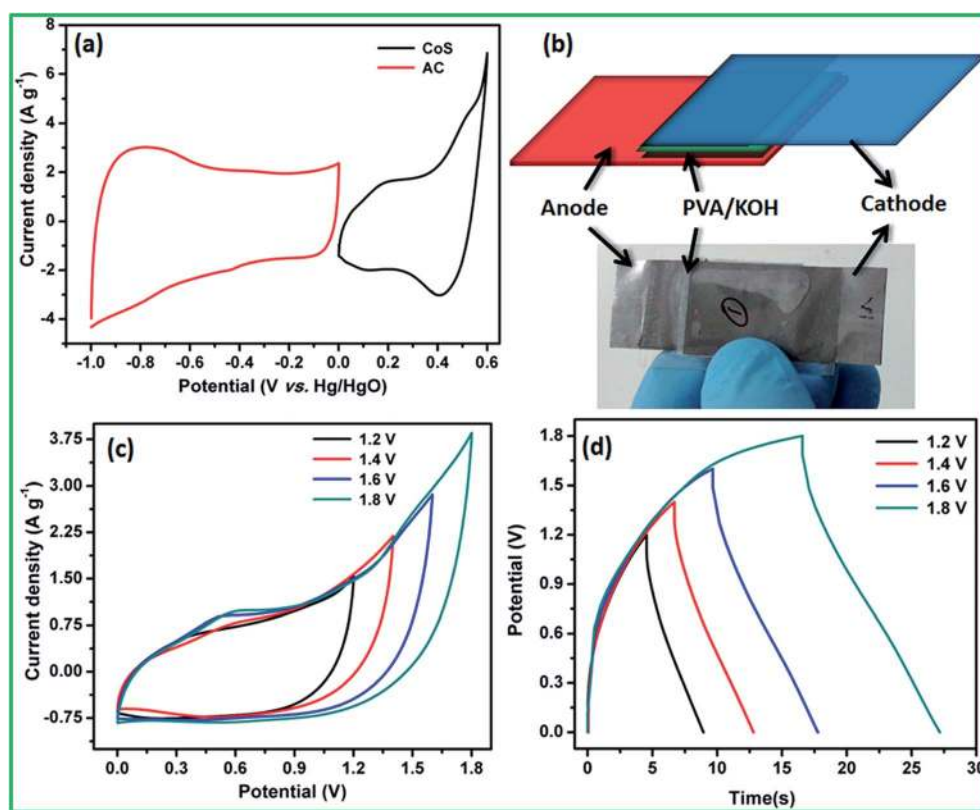 (a)
CoS
AC
Current density (A g⁻¹)
8
6
4
2
0
-2
-4
-1.0 -0.8 -0.6 -0.4 -0.2 0.0 0.2 0.4 0.6
Potential (V vs. Hg/HgO)
(b)
Anode PVA/KOH Cathode
1
(c)
1.2 V
1.4 V
1.6 V
1.8 V
Current density (A g⁻¹)
3.75
3.00
2.25
1.50
0.75
0.00
-0.75
0.0 0.3 0.6 0.9 1.2 1.5 1.8
Potential (V)
(d)
1.2 V
1.4 V
1.6 V
1.8 V
Potential (V)
1.8
1.5
1.2
0.9
0.6
0.3
0.0
0 5 10 15 20 25 30
Time(s)